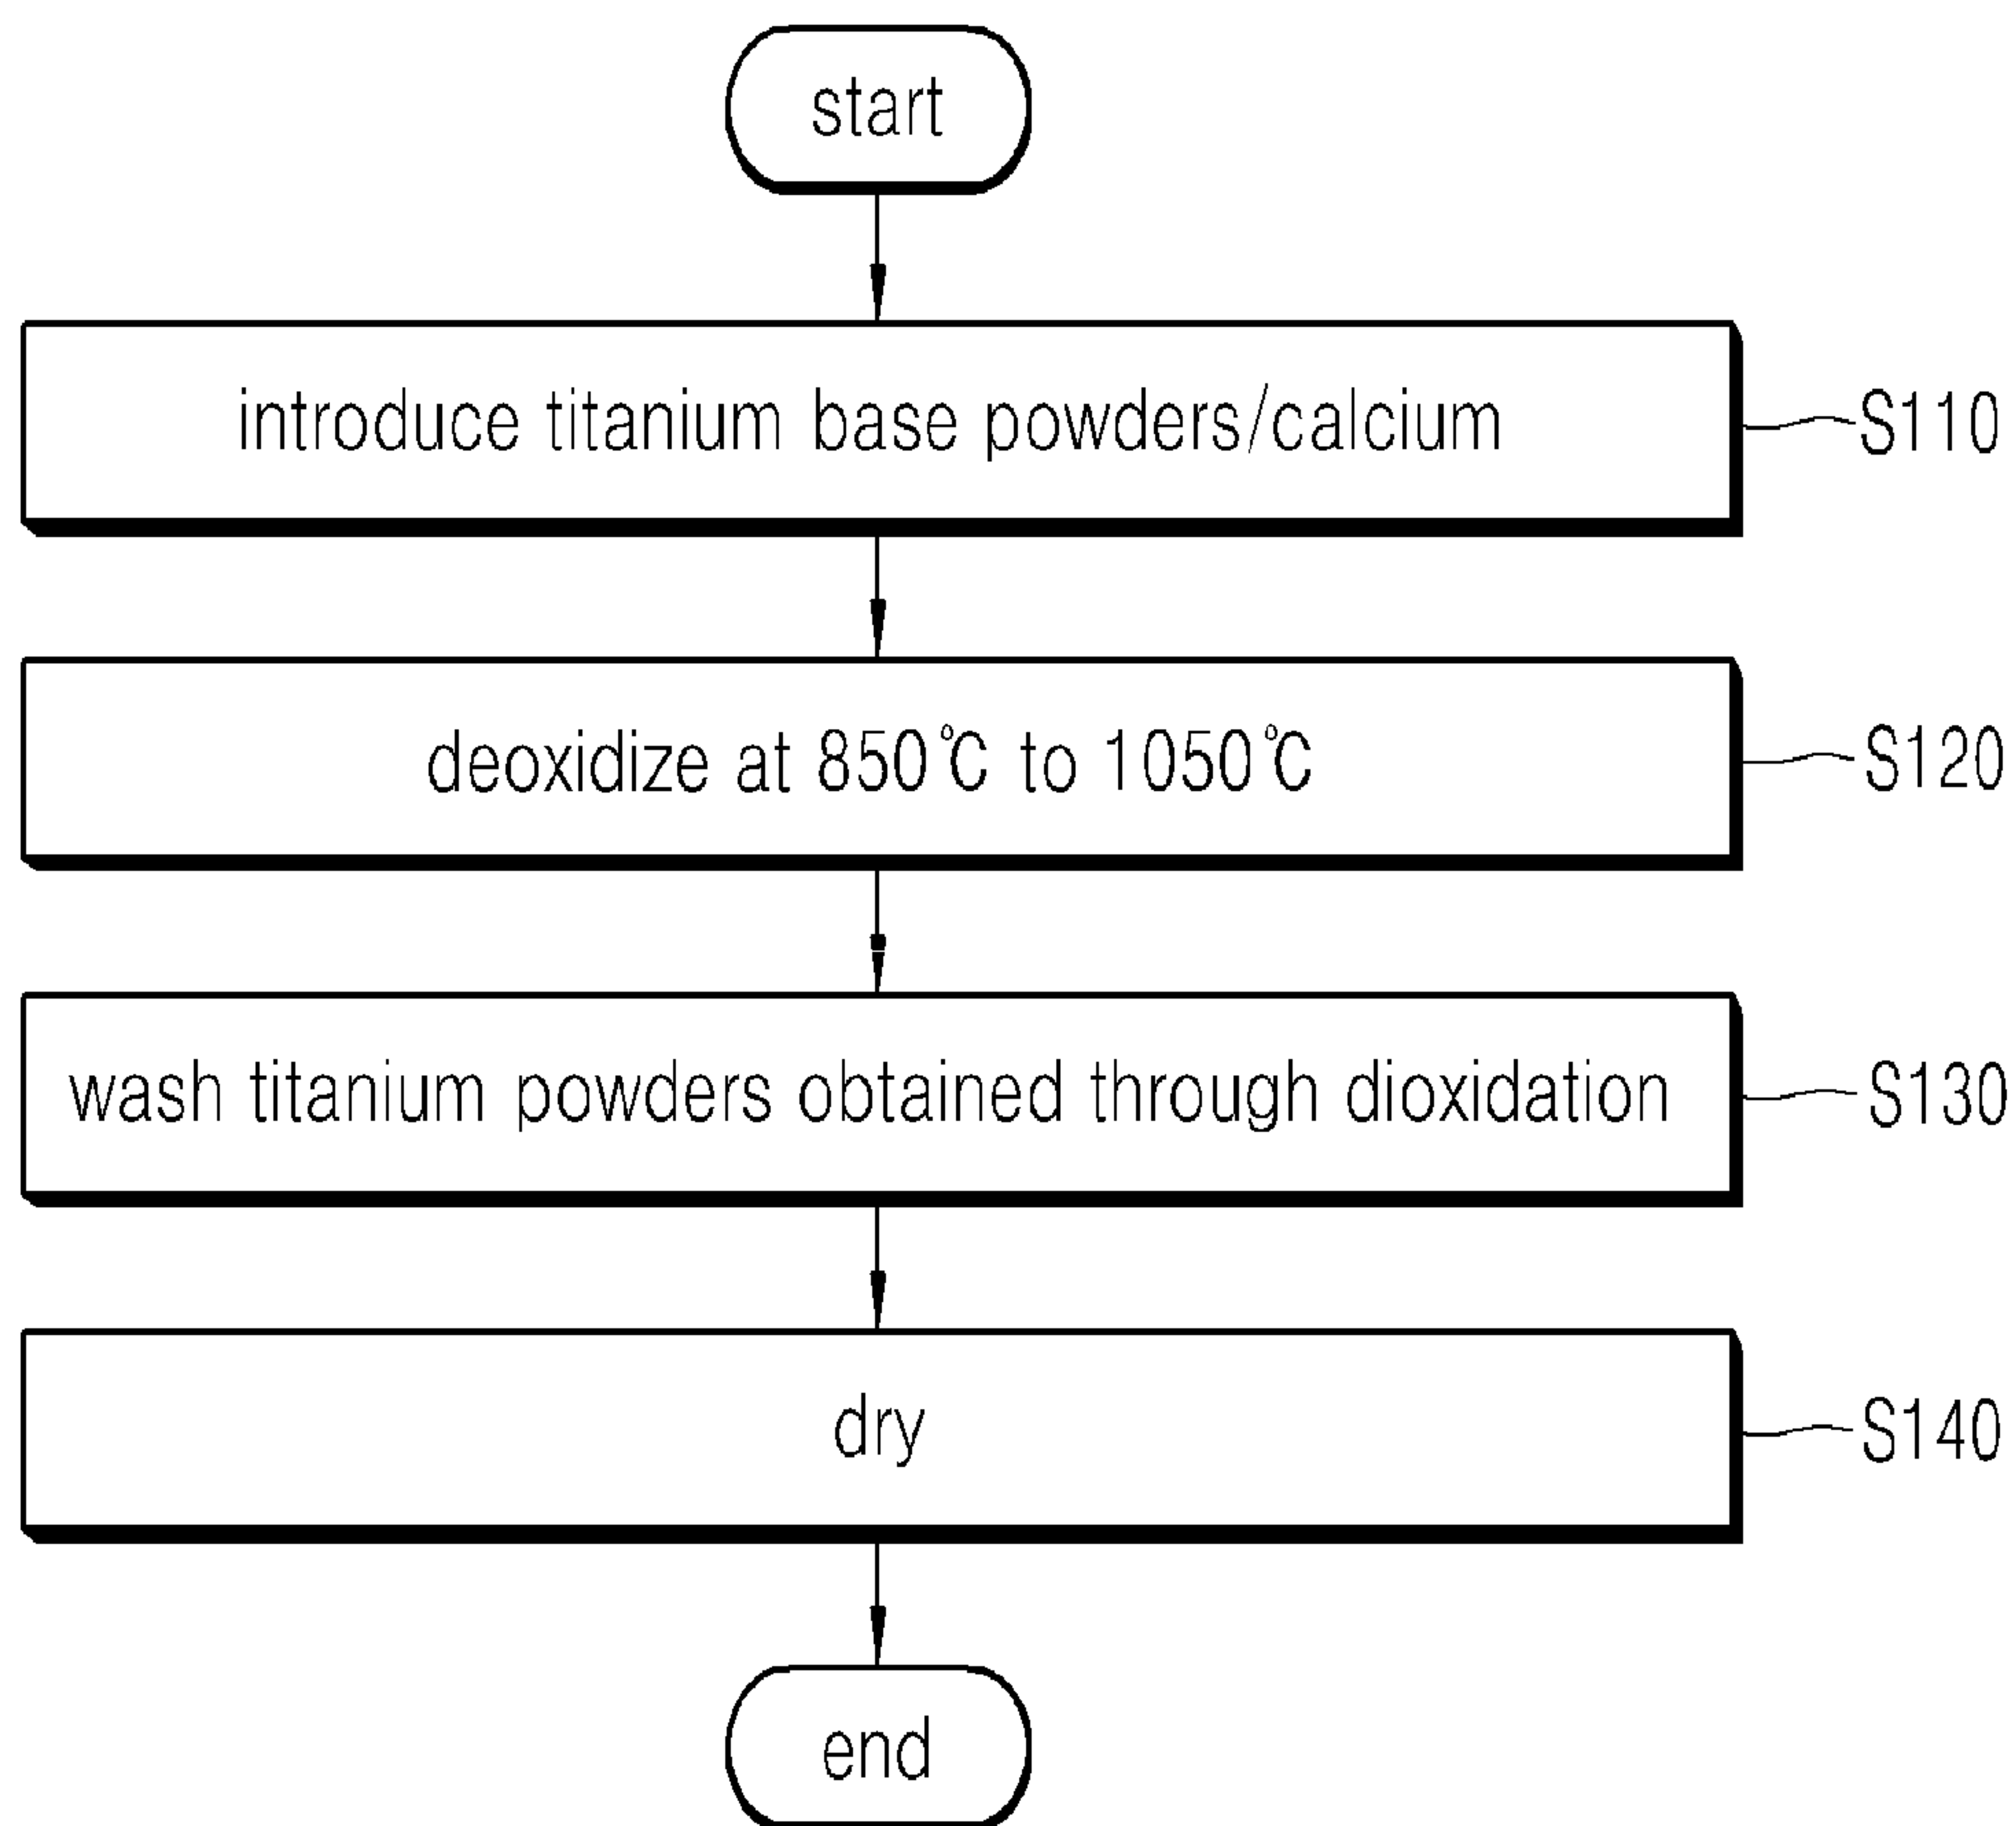 start
introduce titanium base powders/calcium
S110
deoxidize at 850℃ to 1050℃
S120
wash titanium powders obtained through dioxidation
S130
dry
S140
end